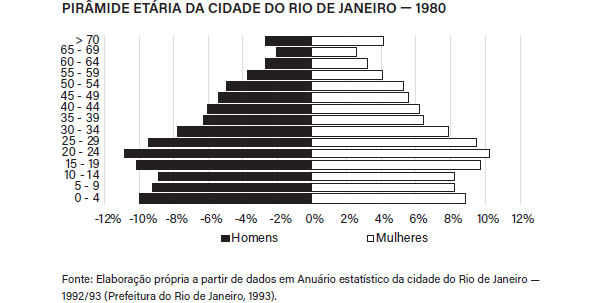 PIRÂMIDE ETÁRIA DA CIDADE DO RIO DE JANEIRO — 1980
> 70
65 - 69
60 - 64
55 - 59
50 - 54
45 - 49
40 - 44
35 - 39
30 - 34
25 - 29
20 - 24
15 - 19
10 - 14
5 - 9
0 - 4
-12% -10% -8% -6% -4% -2% 0% 2% 4% 6% 8% 10% 12%
Homens Mulheres
Fonte: Elaboração própria a partir de dados em Anuário estatístico da cidade do Rio de Janeiro —
1992/93 (Prefeitura do Rio de Janeiro, 1993).